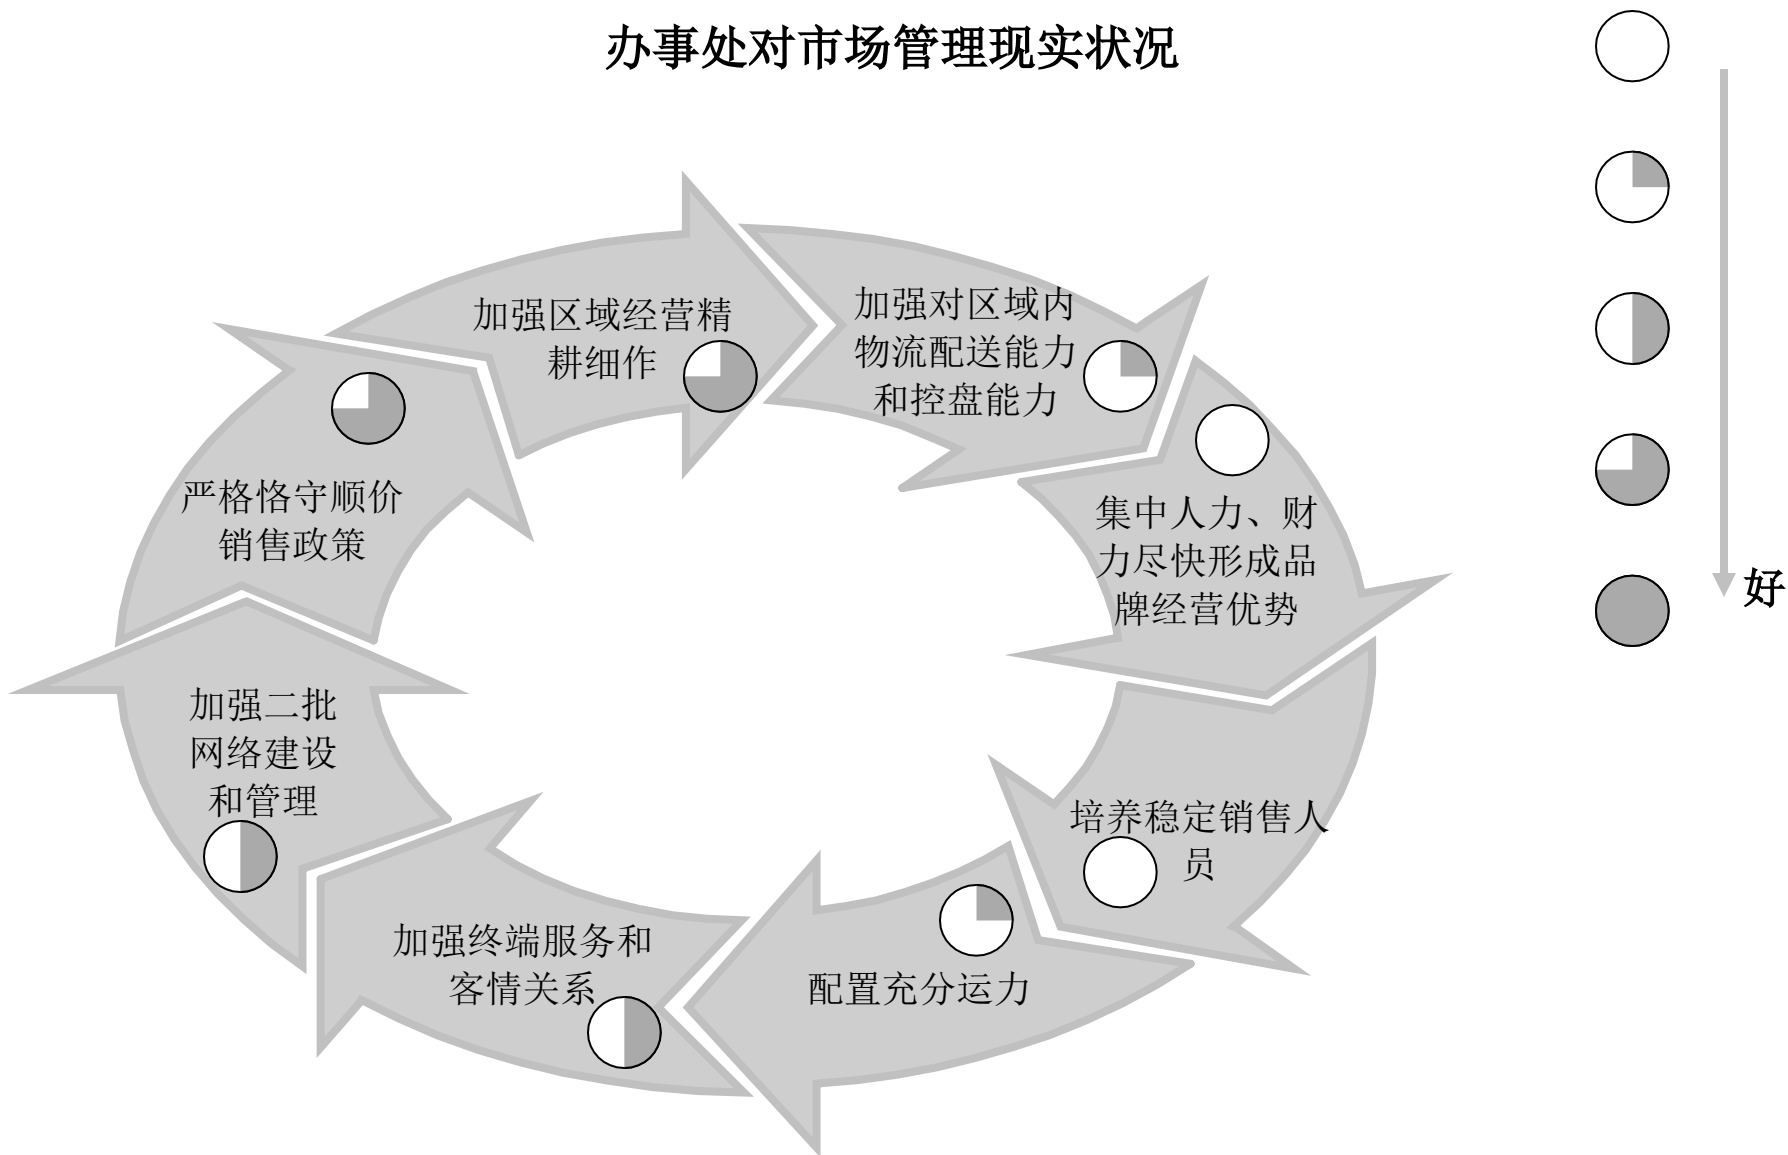 办事处对市场管理现实状况
加强区域经营精
耕细作
加强对区域内
物流配送能力
和控盘能力
集中人力、财
力尽快形成品
牌经营优势
培养稳定销售人
员
配置充分运力
加强终端服务和
客情关系
加强二批
网络建设
和管理
严格恪守顺价
销售政策
好